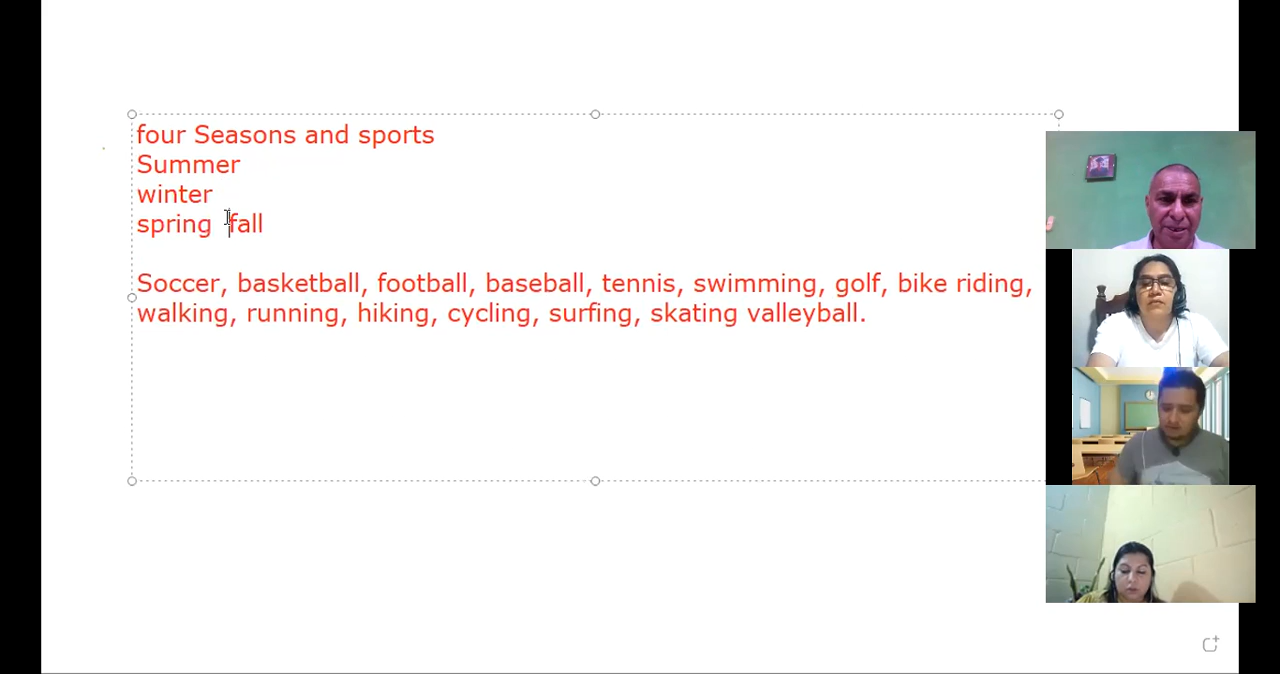 four Seasons and sports
Summer
winter
spring fall
Soccer, basketball, football, baseball, tennis, swimming, golf, bike riding,
walking, running, hiking, cycling, surfing, skating valleyball.